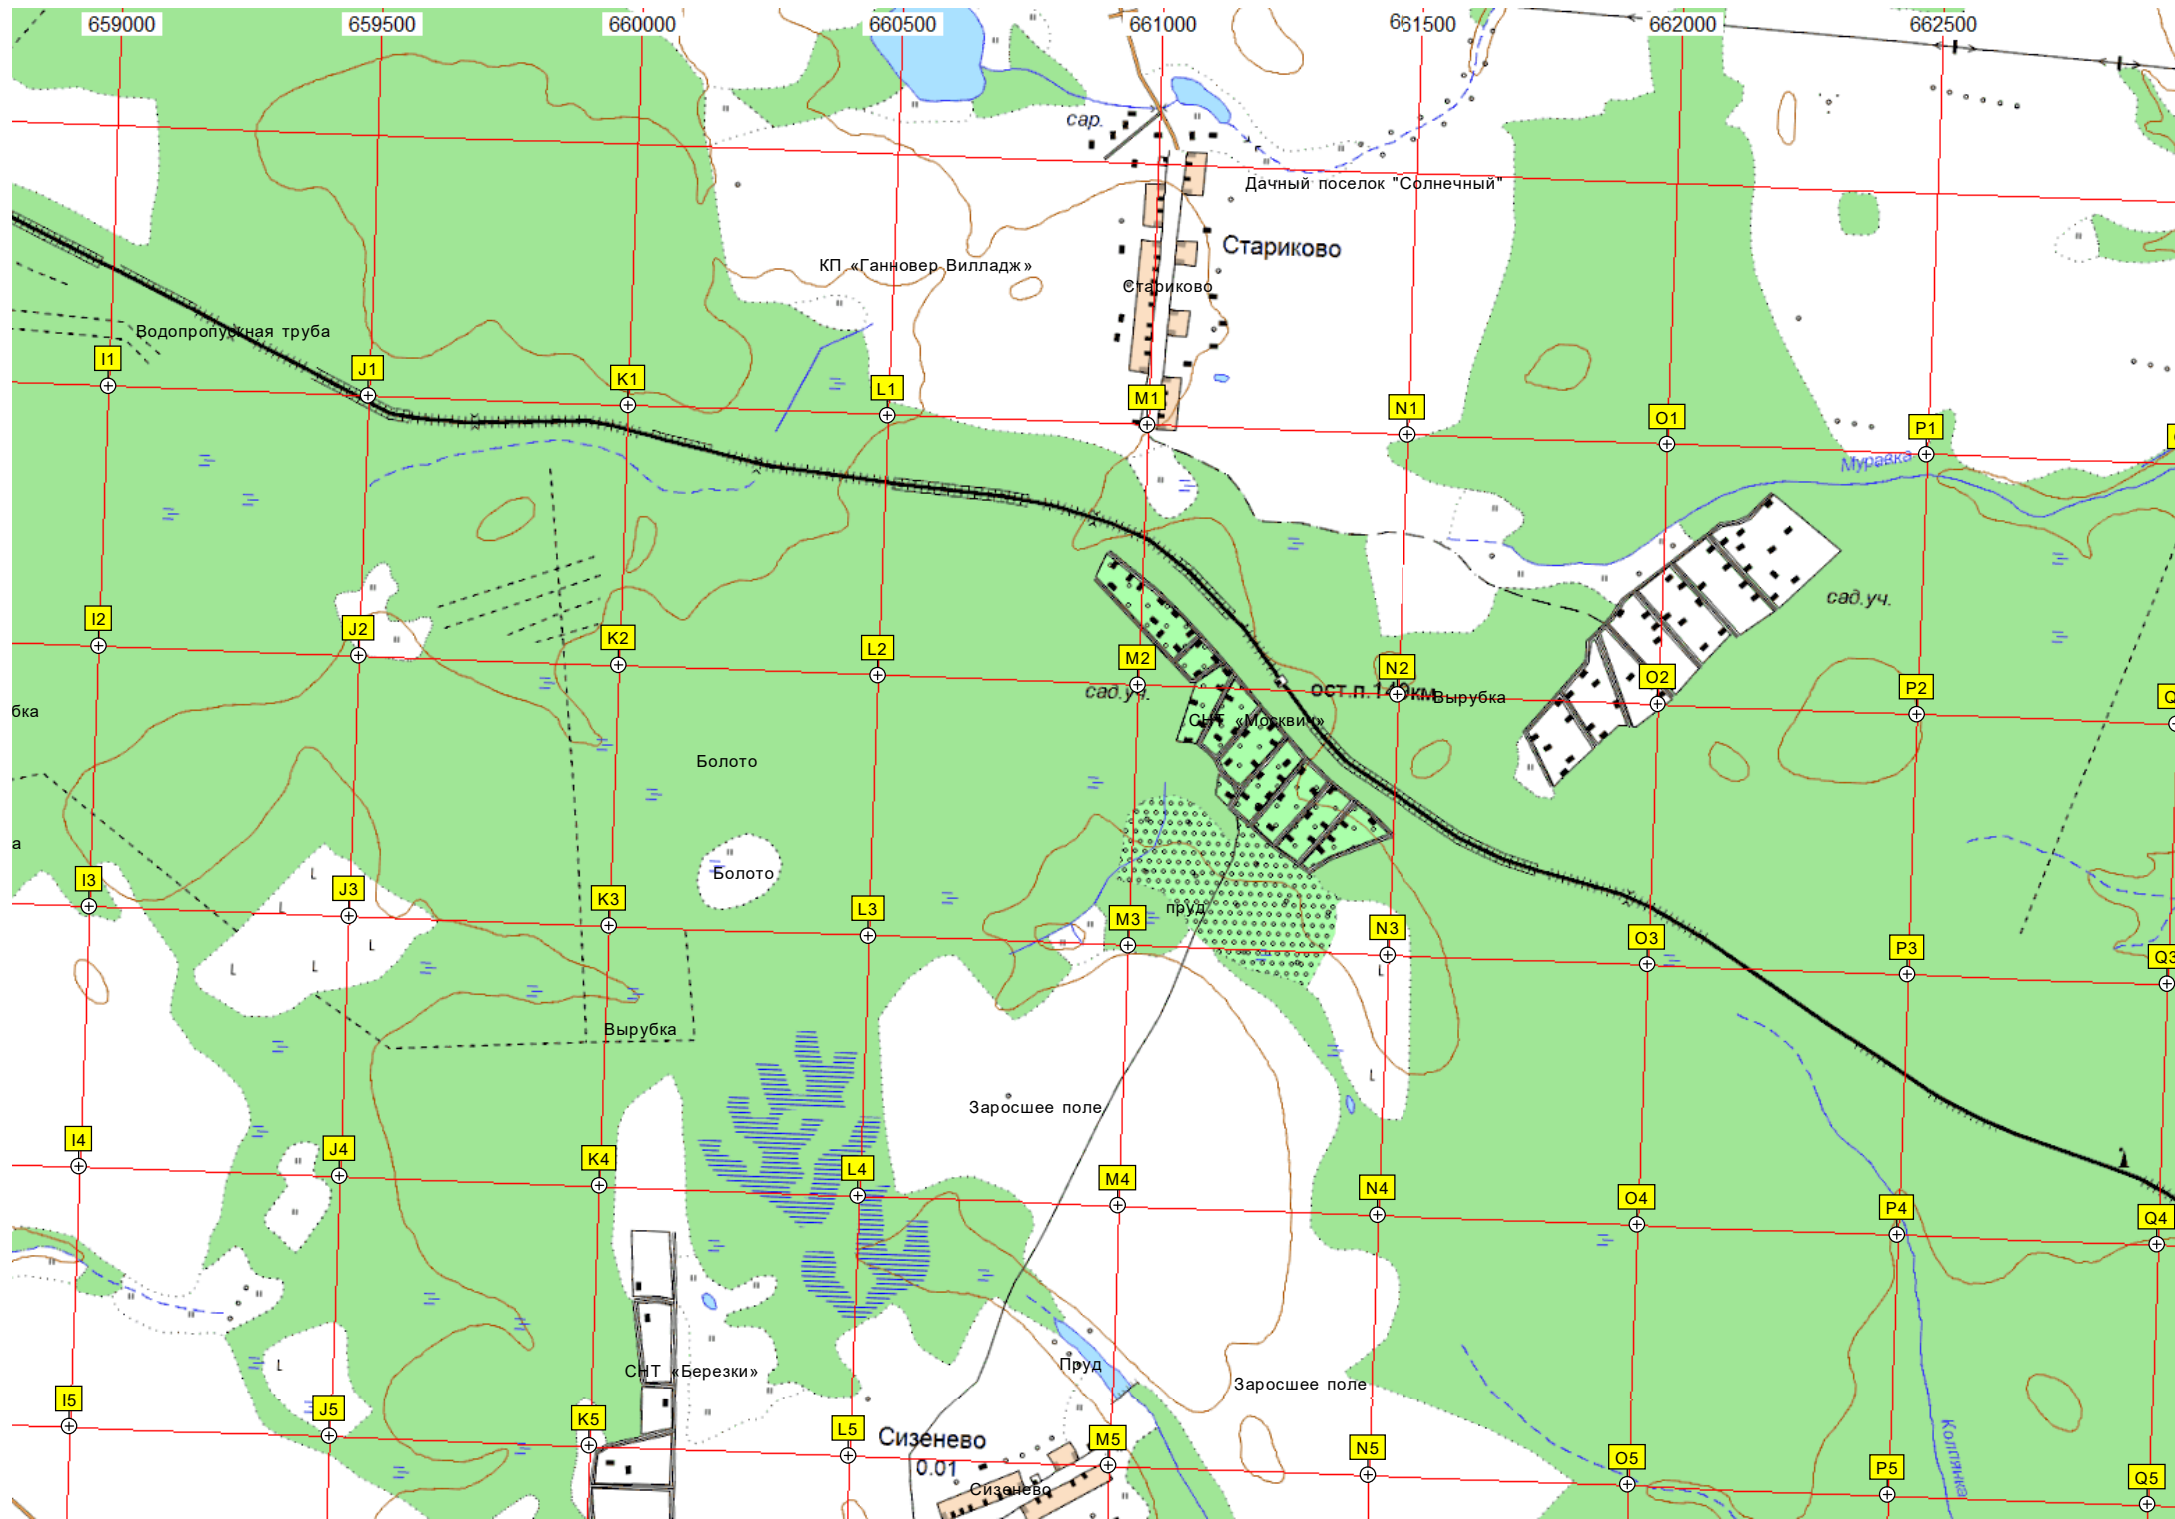 659000 659500 660000 660500 661000 661500 662000 662500
сар.
Дачный поселок "Солнечный"
Стариково
КП «Ганновер Вилладж»
Стариково
Водопропускная труба
I1 J1 K1 L1 M1 N1 O1 P1
Муравка
сад.уч.
I2 J2 K2 L2 M2 N2 O2 P2 Q
сад.уч.
ост.п.149км
Вырубка
бка
СНТ «Москвич»
Болото
а
Болото
I3 J3 K3 L3 M3 N3 O3 P3 Q3
пруд
Вырубка
Заросшее поле
I4 J4 K4 L4 M4 N4 O4 P4 Q4
СНТ «Березки»
Пруд
Заросшее поле
I5 J5 K5 L5 M5 N5 O5 P5 Q5
Сизенево
0.01
Сизенево
Колпянка